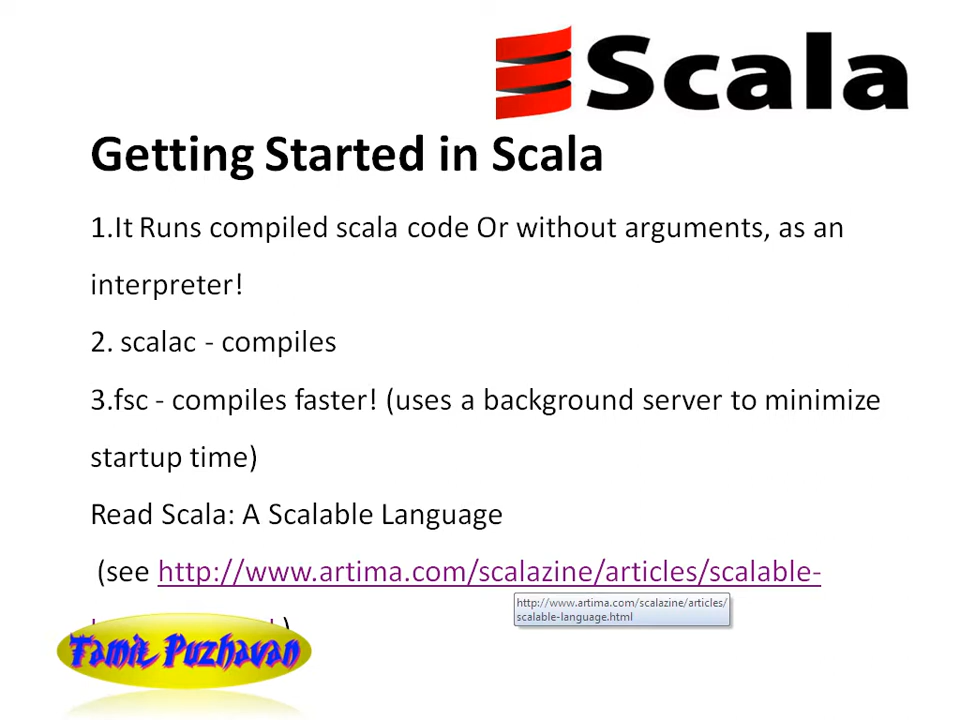 Scala
Getting Started in Scala
1.It Runs compiled scala code Or without arguments, as an
interpreter!
2. scalac - compiles
3.fsc - compiles faster! (uses a background server to minimize
startup time)
Read Scala: A Scalable Language
(see http://www.artima.com/scalazine/articles/scalable-
http://www.artima.com/scalazine/articles/
scalable-language.html
)
Tamil Puzhavan